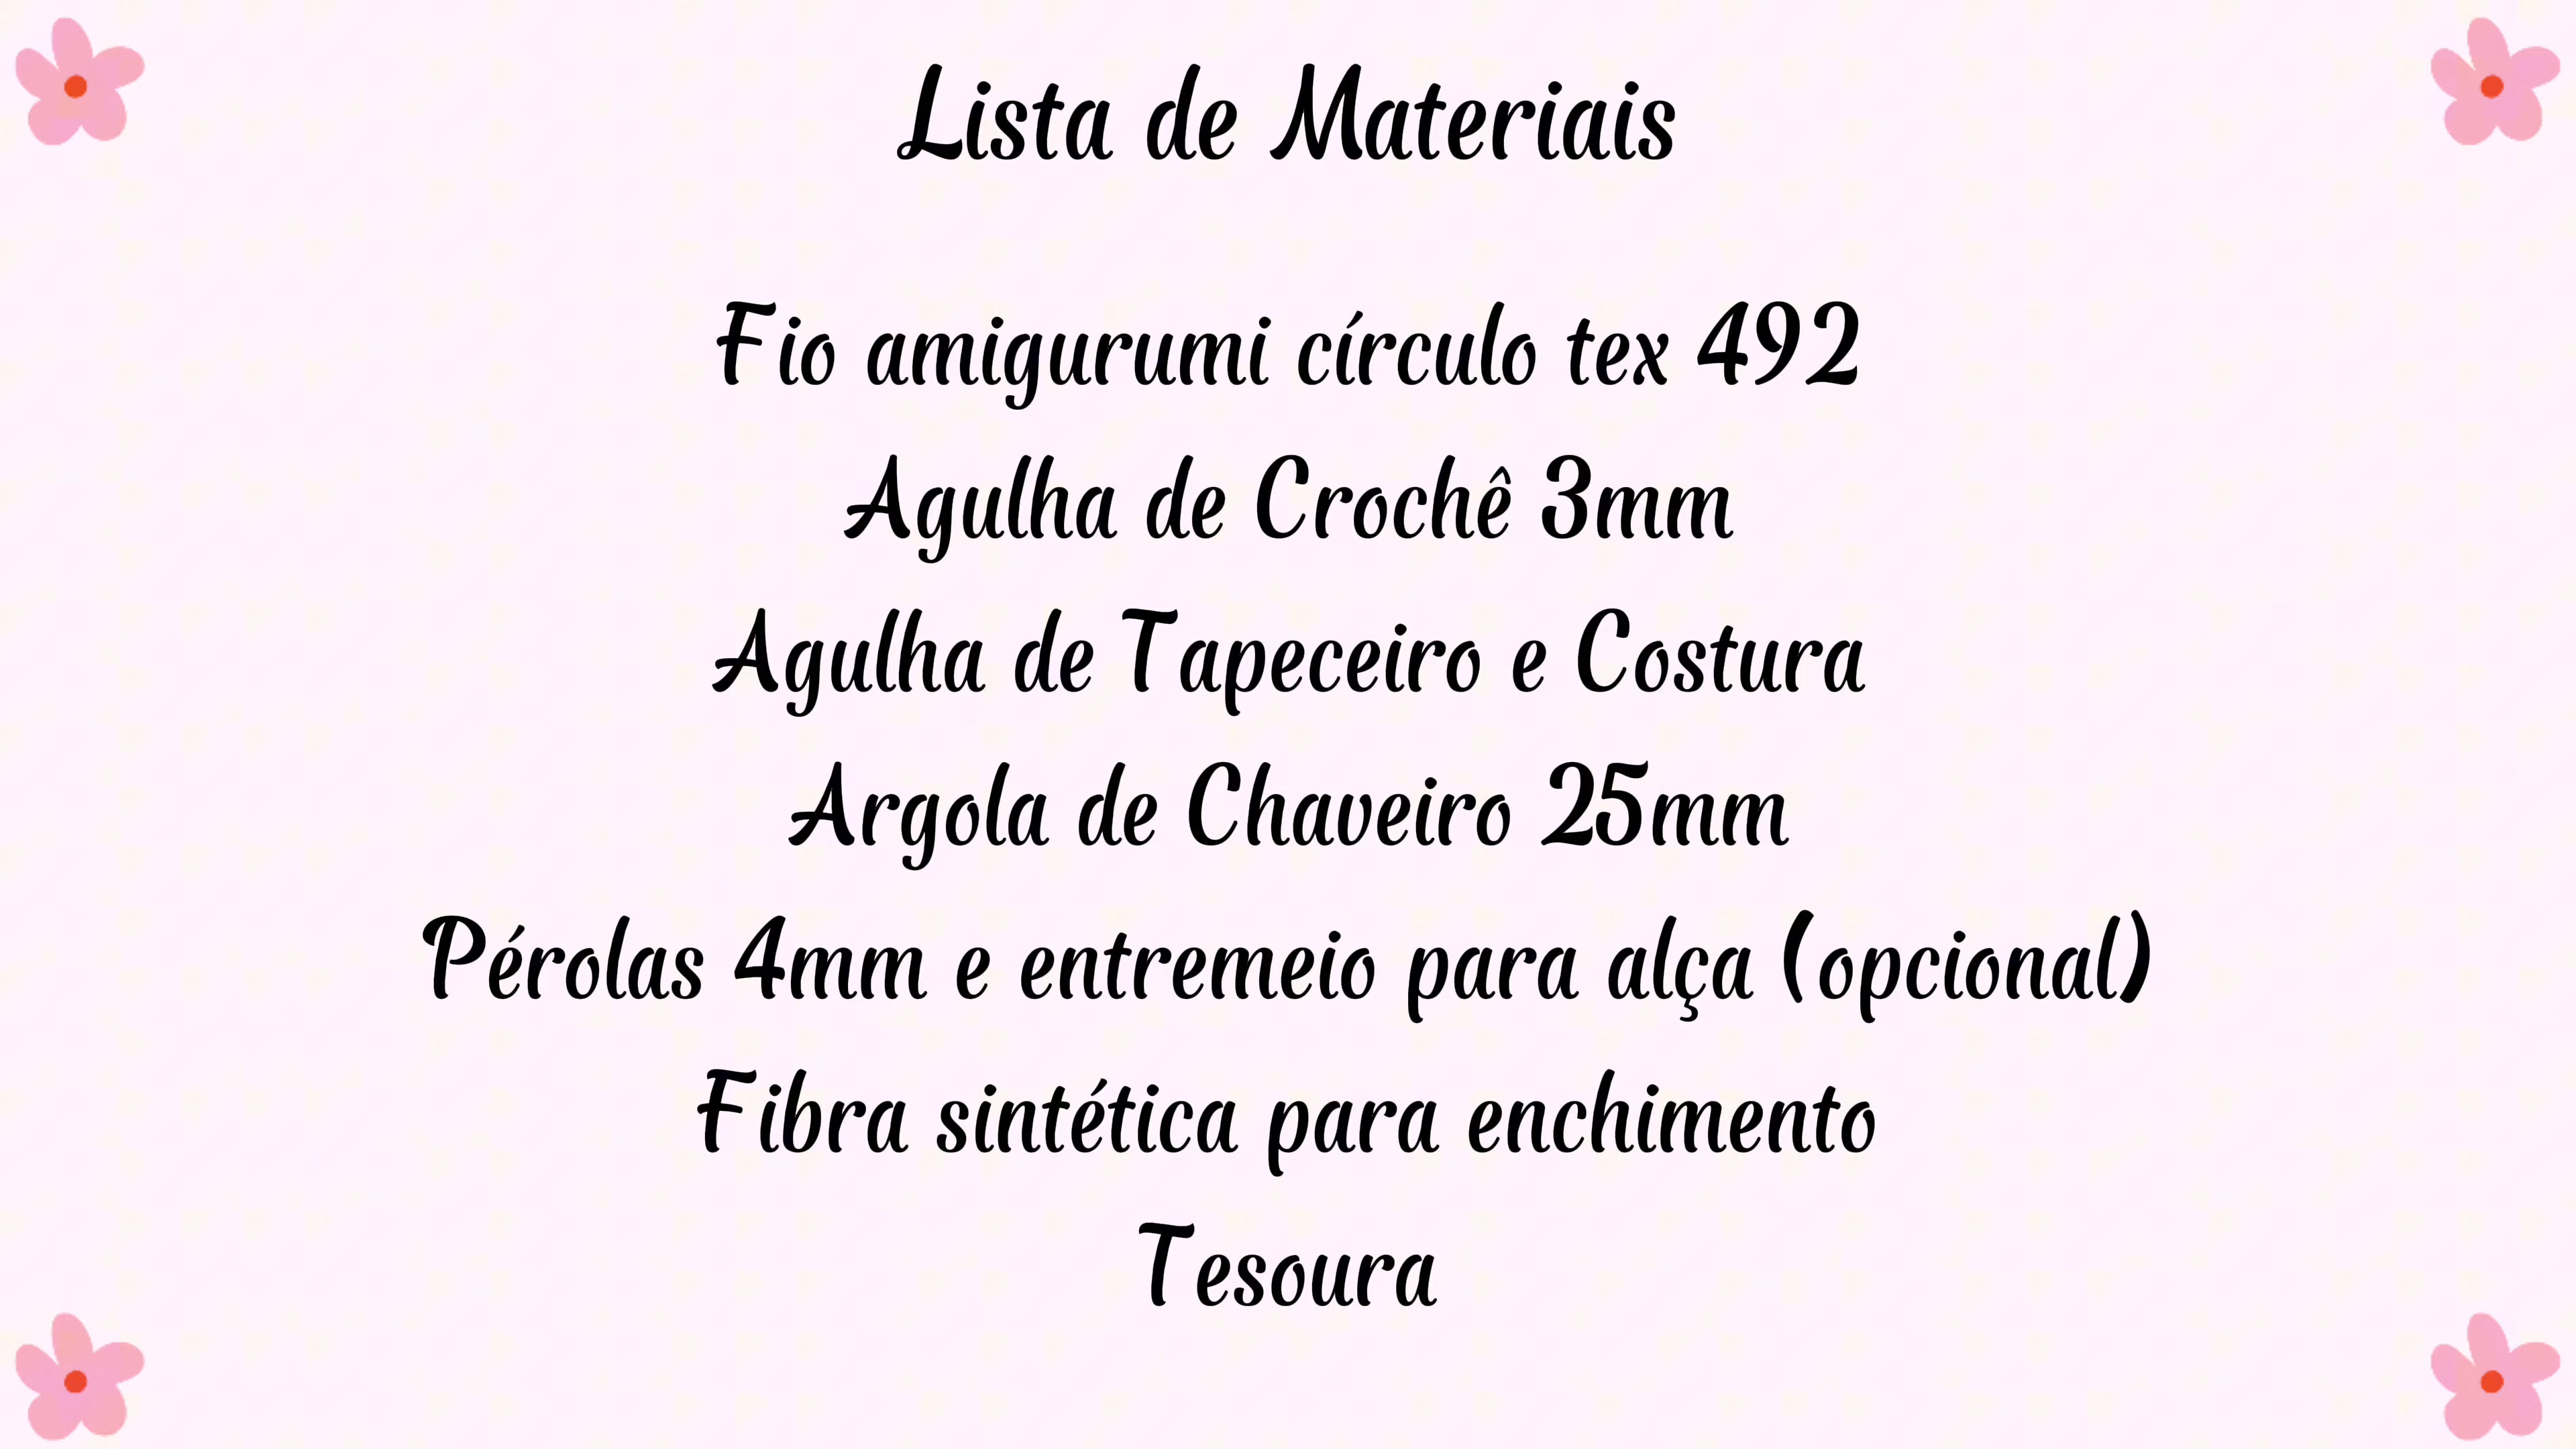 Lista de Materiais
Fio amigurumi círculo tex 492
Agulha de Crochê 3mm
Agulha de Tapeceiro e Costura
Argola de Chaveiro 25mm
Pérolas 4mm e entremeio para alça (opcional)
Fibra sintética para enchimento
Tesoura